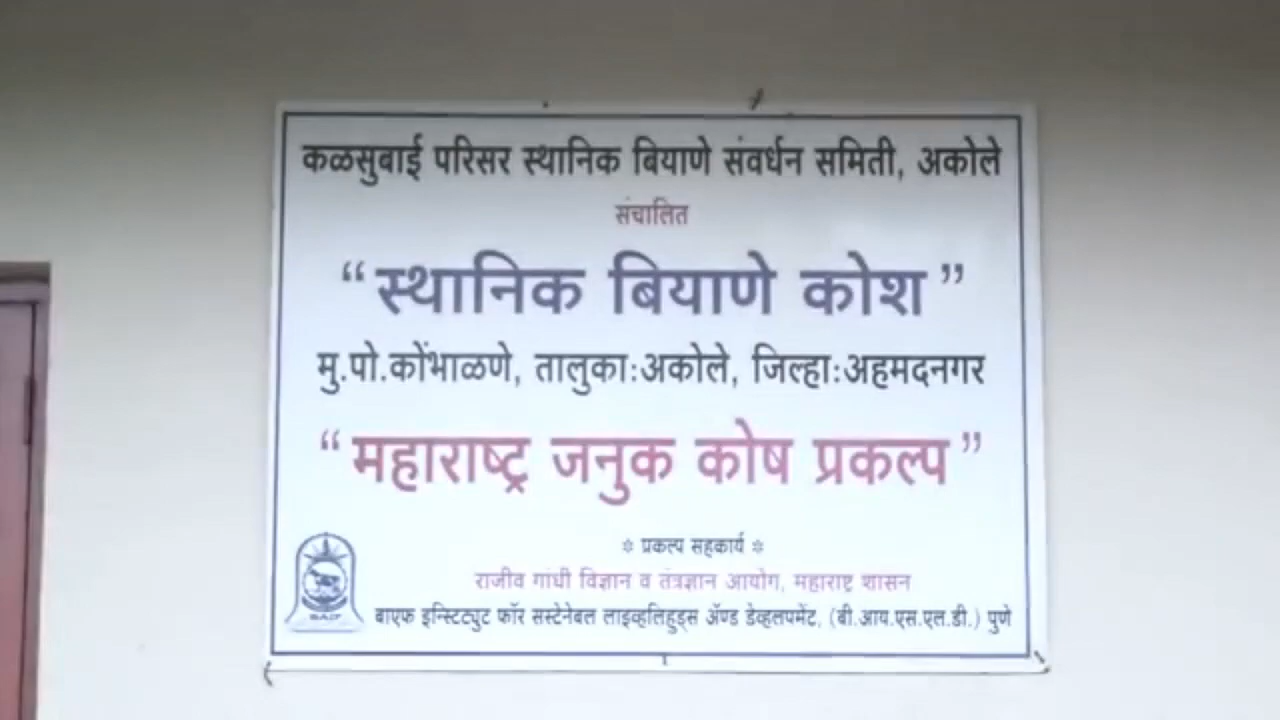 कळसुबाई परिसर स्थानिक बियाणे संवर्धन समिती, अकोले
संचालित
“स्थानिक बियाणे कोश”
मु.पो.कोंभाळणे, तालुका:अकोले, जिल्हा:अहमदनगर
“महाराष्ट्र जनुक कोष प्रकल्प”
❊ प्रकल्प सहकार्य ❊
राजीव गांधी विज्ञान व तंत्रज्ञान आयोग, महाराष्ट्र शासन
बाएफ इन्स्टिट्युट फॉर सस्टेनेबल लाइव्हलिहुड्स ॲण्ड डेव्हलपमेंट, (बी.आय.एस.एल.डी.) पुणे
BAIF